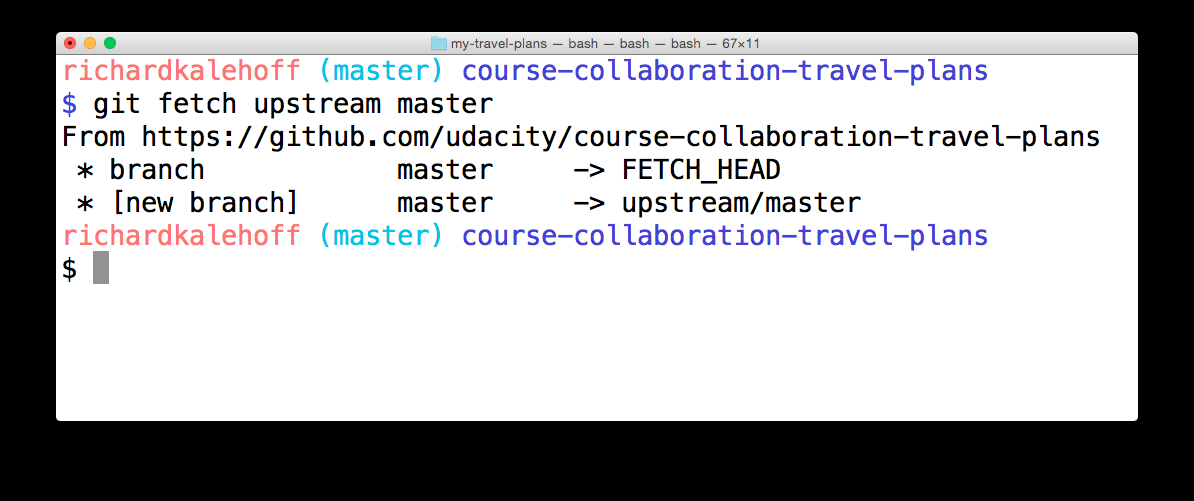 my-travel-plans — bash — bash — bash — 67×11
richardkalehoff (master) course-collaboration-travel-plans
$ git fetch upstream master
From https://github.com/udacity/course-collaboration-travel-plans
 * branch            master     -> FETCH_HEAD
 * [new branch]      master     -> upstream/master
richardkalehoff (master) course-collaboration-travel-plans
$